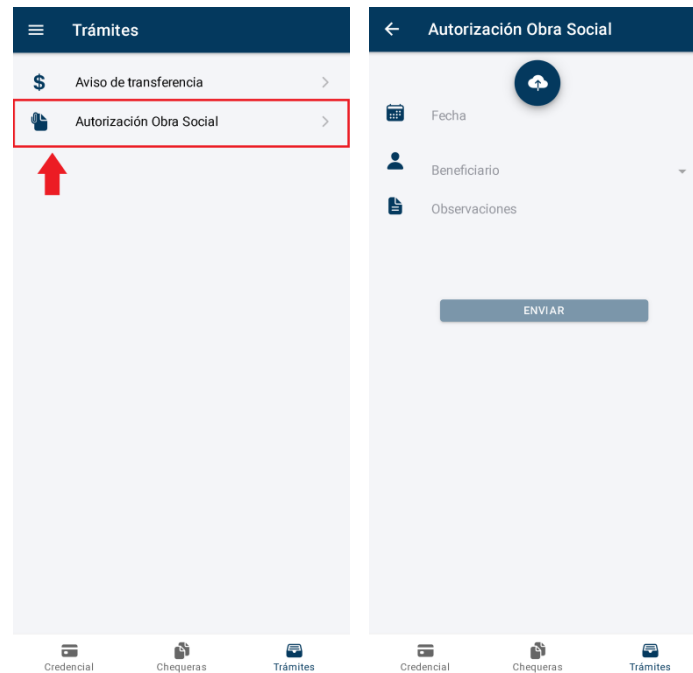 Trámites
$ Aviso de transferencia
Autorización Obra Social
Credencial
Chequeras
Trámites
Autorización Obra Social
Fecha
Beneficiario
Observaciones
ENVIAR
Credencial
Chequeras
Trámites